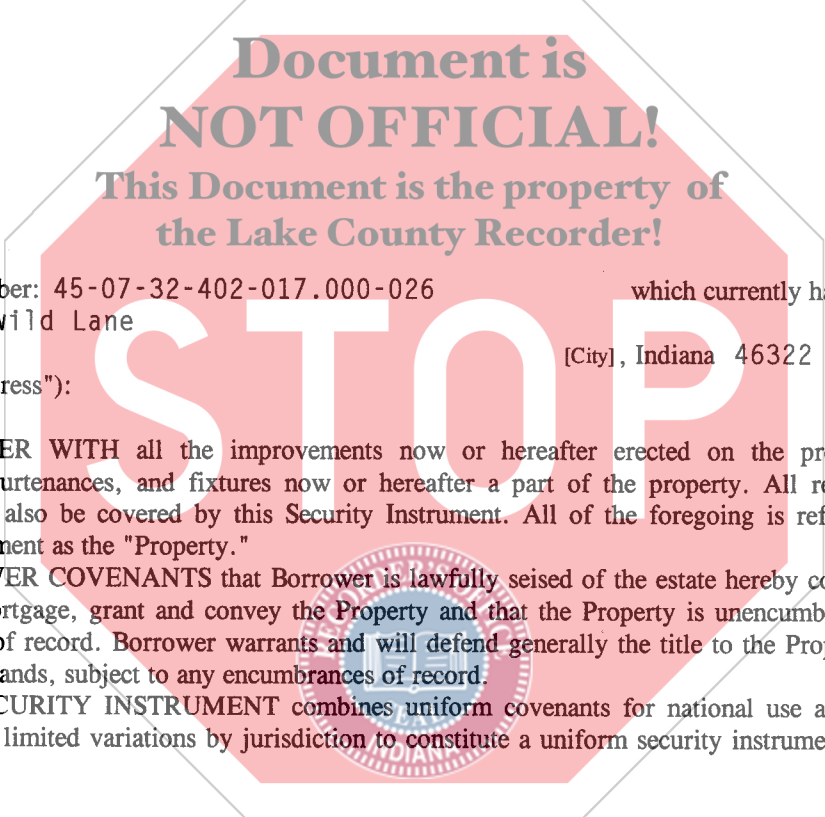 Document is
NOT OFFICIAL!
This Document is the property of
the Lake County Recorder!
ber: 45-07-32-402-017.000-026 which currently ha
wild Lane
[City], Indiana 46322
ress"):
STOP
ER WITH all the improvements now or hereafter erected on the pr
urtenances, and fixtures now or hereafter a part of the property. All re
also be covered by this Security Instrument. All of the foregoing is ref
ment as the "Property."
VER COVENANTS that Borrower is lawfully seised of the estate hereby co
rtgage, grant and convey the Property and that the Property is unencumb
of record. Borrower warrants and will defend generally the title to the Prop
ands, subject to any encumbrances of record.
CURITY INSTRUMENT combines uniform covenants for national use a
limited variations by jurisdiction to constitute a uniform security instrume
SEAL
INDIANA